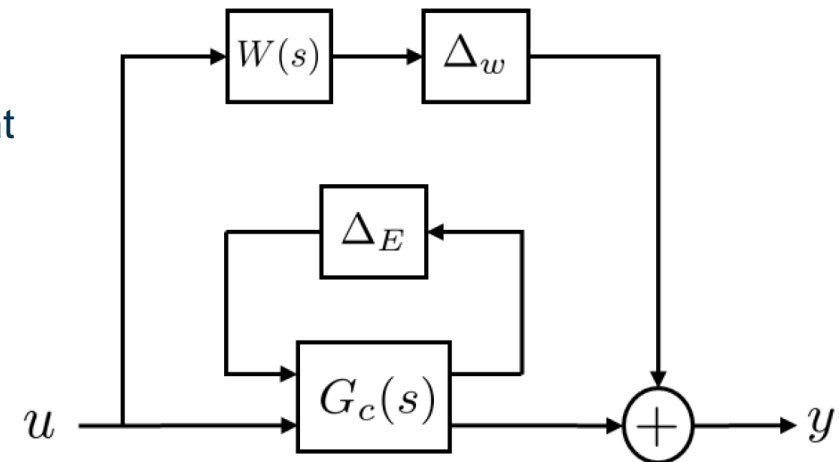 W(s) Δ_w
t
Δ_E
G_c(s)
u + y